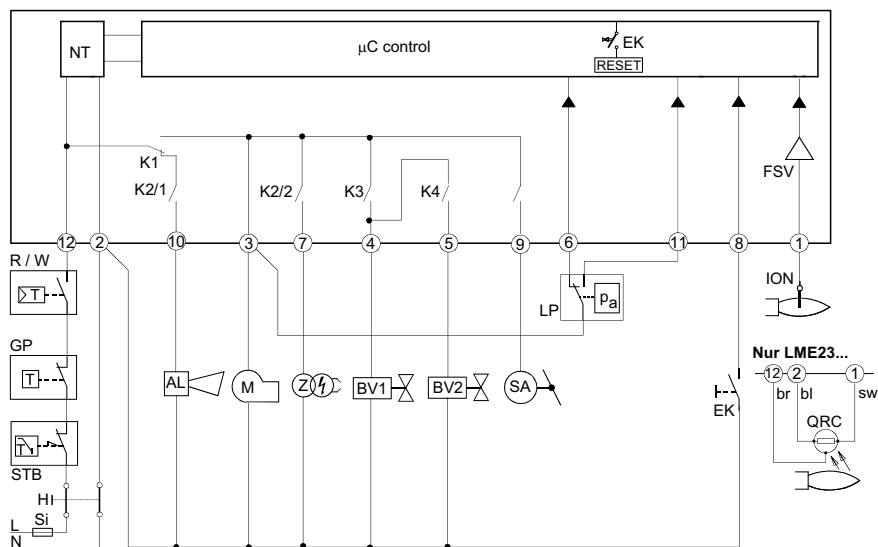 NT
µC control
EK
RESET
FSV
K1
K2/1
K2/2
K3
K4
12
2
10
3
7
4
5
9
6
11
8
1
R / W
T
GP
T
STB
T
H
L
Si
N
AL
M
Z
BV1
BV2
SA
LP
pa
EK
ION
Nur LME23...
12
2
1
br
bl
sw
QRC